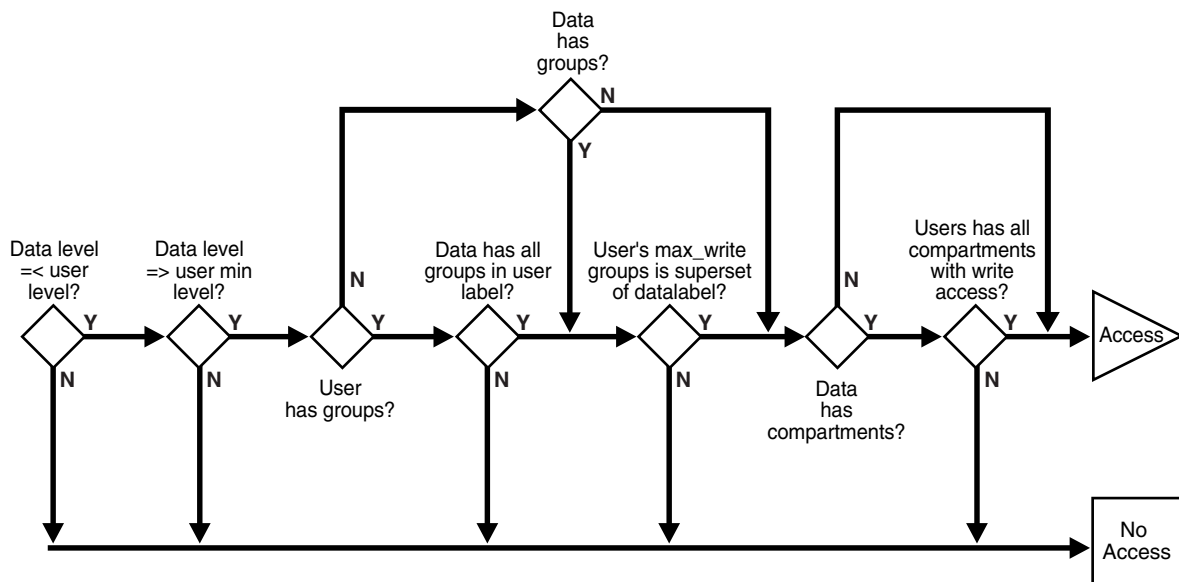 Data
has
groups?
N
Y
Data level
=< user
level?
Y
N
Data level
=> user min
level?
Y
N
N
Y
User
has groups?
Data has all
groups in user
label?
Y
N
User's max_write
groups is superset
of datalabel?
Y
N
N
Y
Data
has
compartments?
Users has all
compartments
with write
access?
Y
N
Access
No
Access